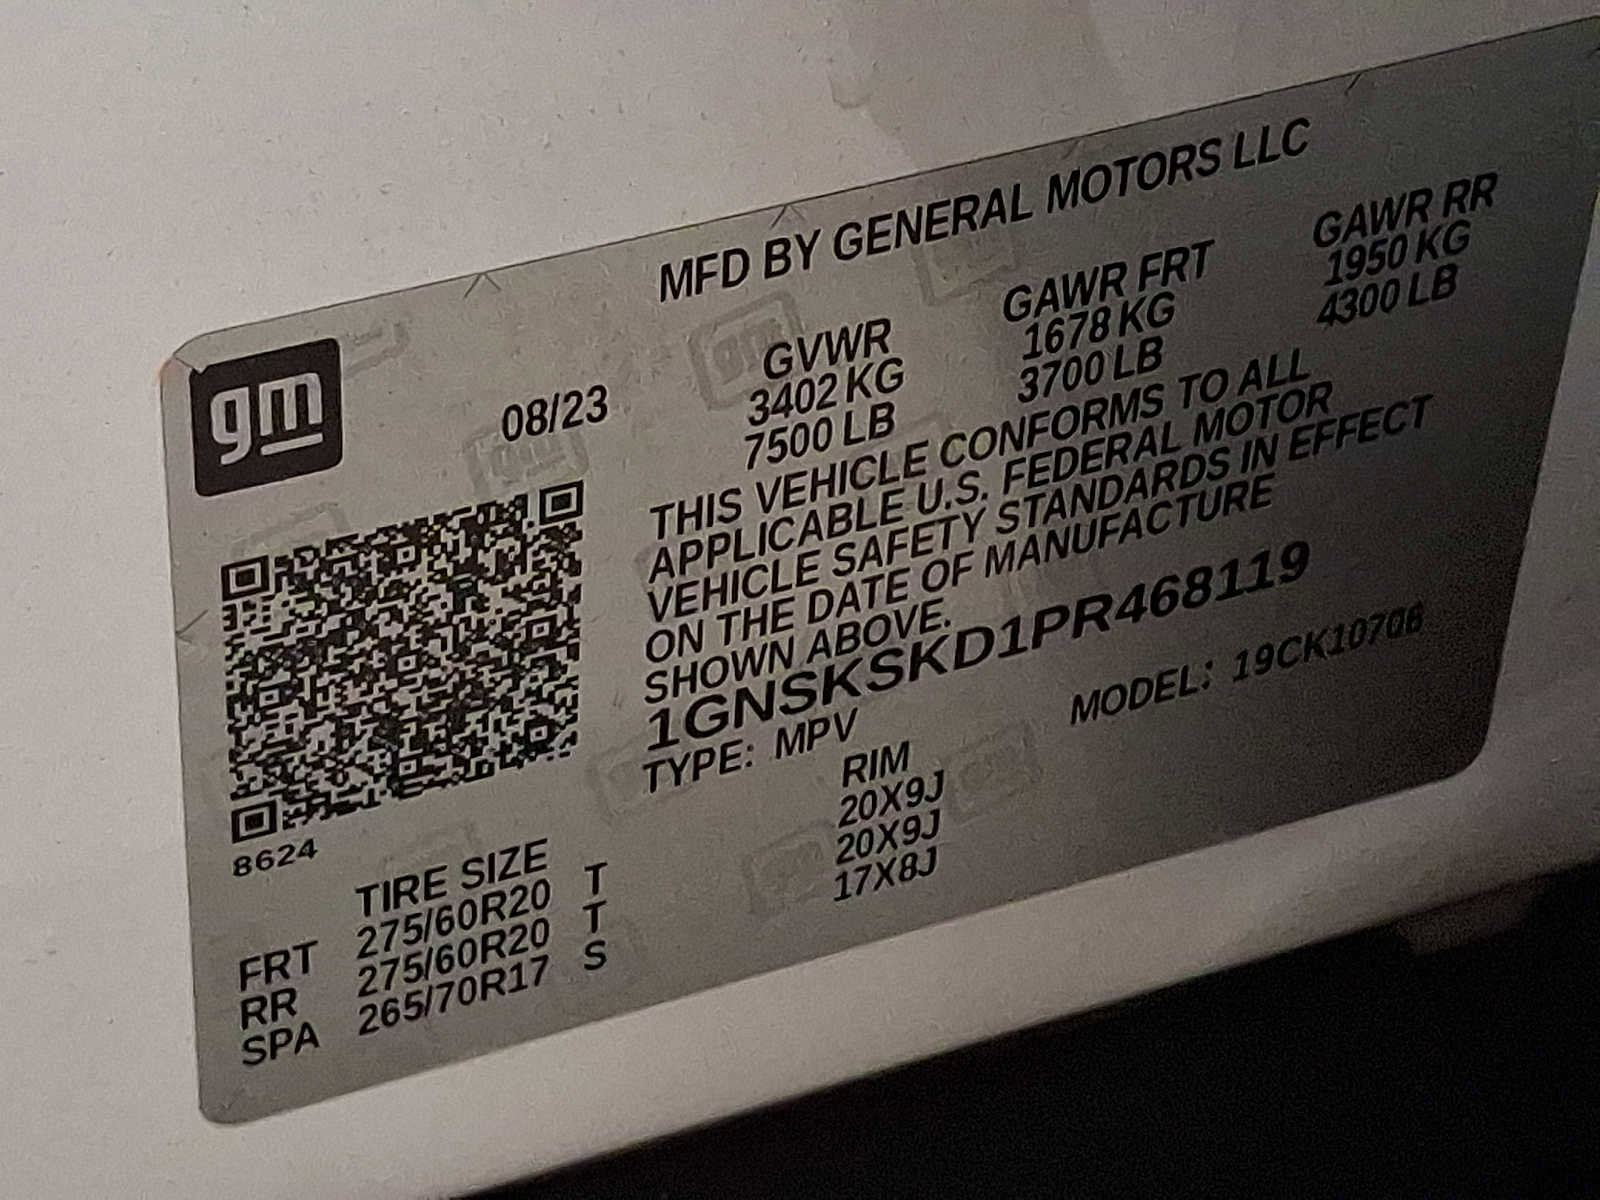 MFD BY GENERAL MOTORS LLC
gm
08/23
GVWR
3402 KG
7500 LB
GAWR FRT
1678 KG
3700 LB
GAWR RR
1950 KG
4300 LB
THIS VEHICLE CONFORMS TO ALL
APPLICABLE U.S. FEDERAL MOTOR
VEHICLE SAFETY STANDARDS IN EFFECT
ON THE DATE OF MANUFACTURE
SHOWN ABOVE.
1GNSKSKD1PR468119
TYPE: MPV
MODEL: 19CK10706
8624
TIRE SIZE
RIM
FRT 275/60R20 T 20X9J
RR 275/60R20 T 20X9J
SPA 265/70R17 S 17X8J